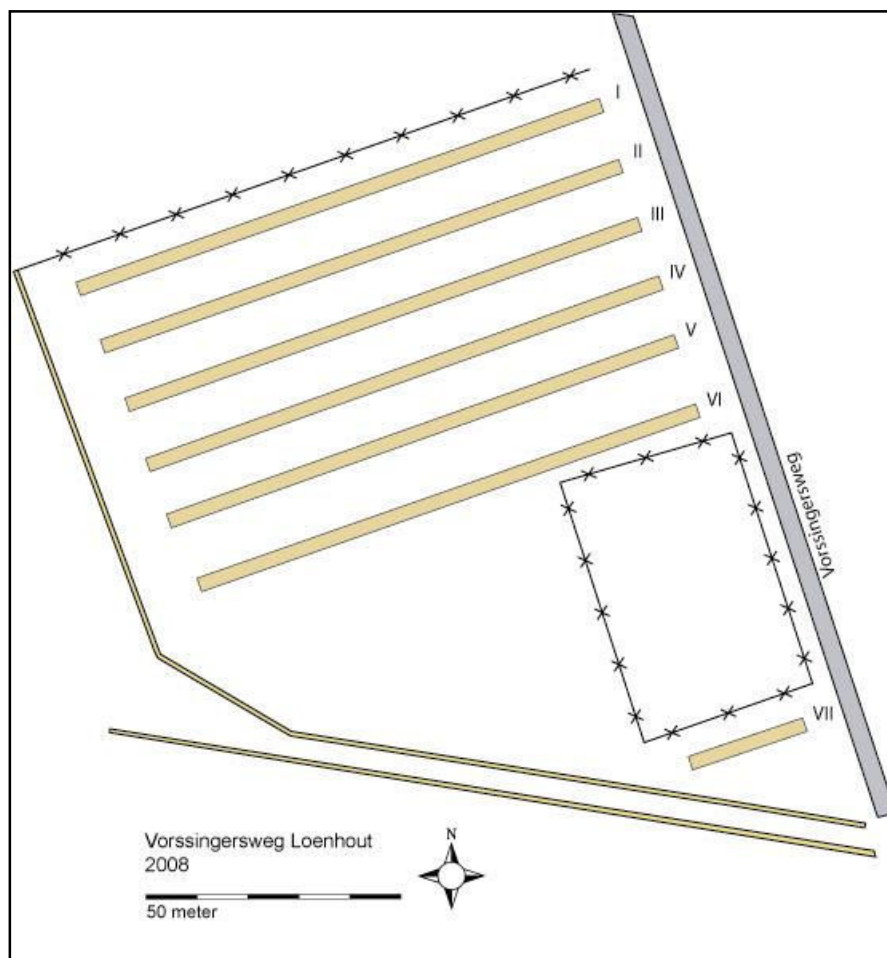 I
II
III
IV
V
VI
Vorssingersweg
VII
Vorssingersweg Loenhout
2008
N
50 meter